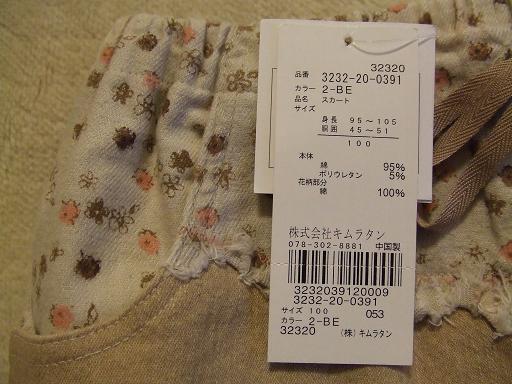 32320
品番 3232-20-0391
カラー 2-BE
品名 スカート
サイズ
身長 95〜105
胴囲 45〜51
100
本体
綿 95%
ポリウレタン 5%
花柄部分
綿 100%
株式会社キムラタン
078-302-8881 中国製
3232039120009
3232-20-0391
サイズ 100 053
カラー 2-BE
32320 (株)キムラタン